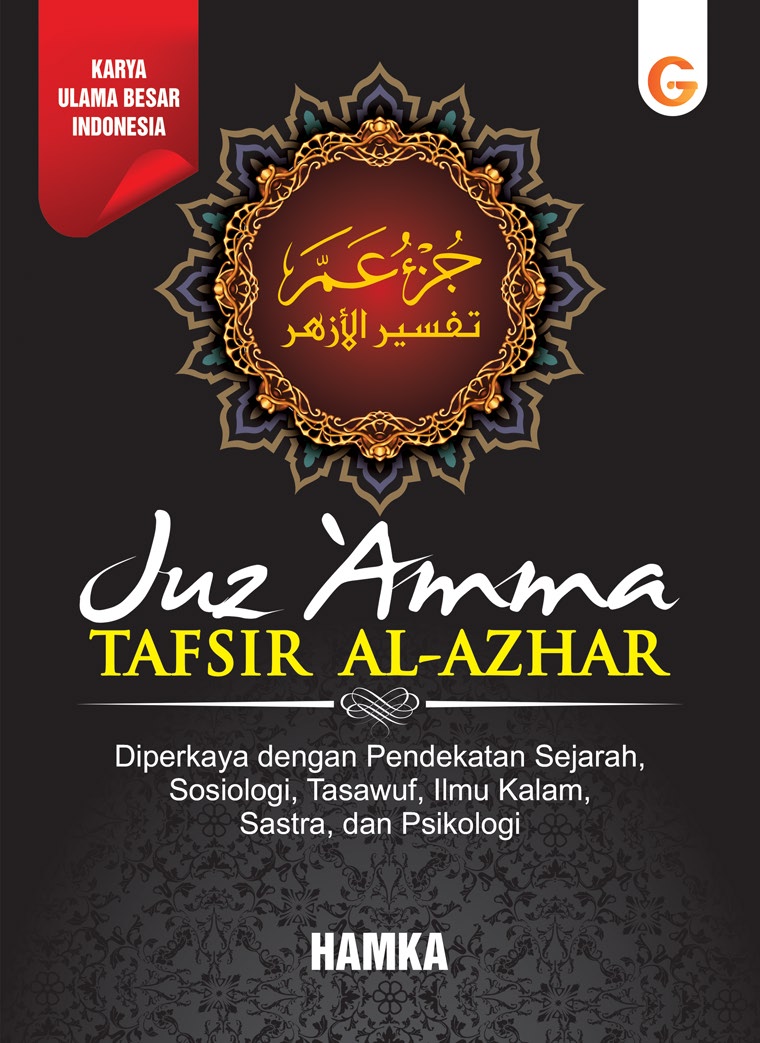 KARYA
ULAMA BESAR
INDONESIA
G
جُزْءُ عَمَّ
تفسير الأزهر
Juz 'Amma
TAFSIR AL-AZHAR
Diperkaya dengan Pendekatan Sejarah,
Sosiologi, Tasawuf, Ilmu Kalam,
Sastra, dan Psikologi
HAMKA